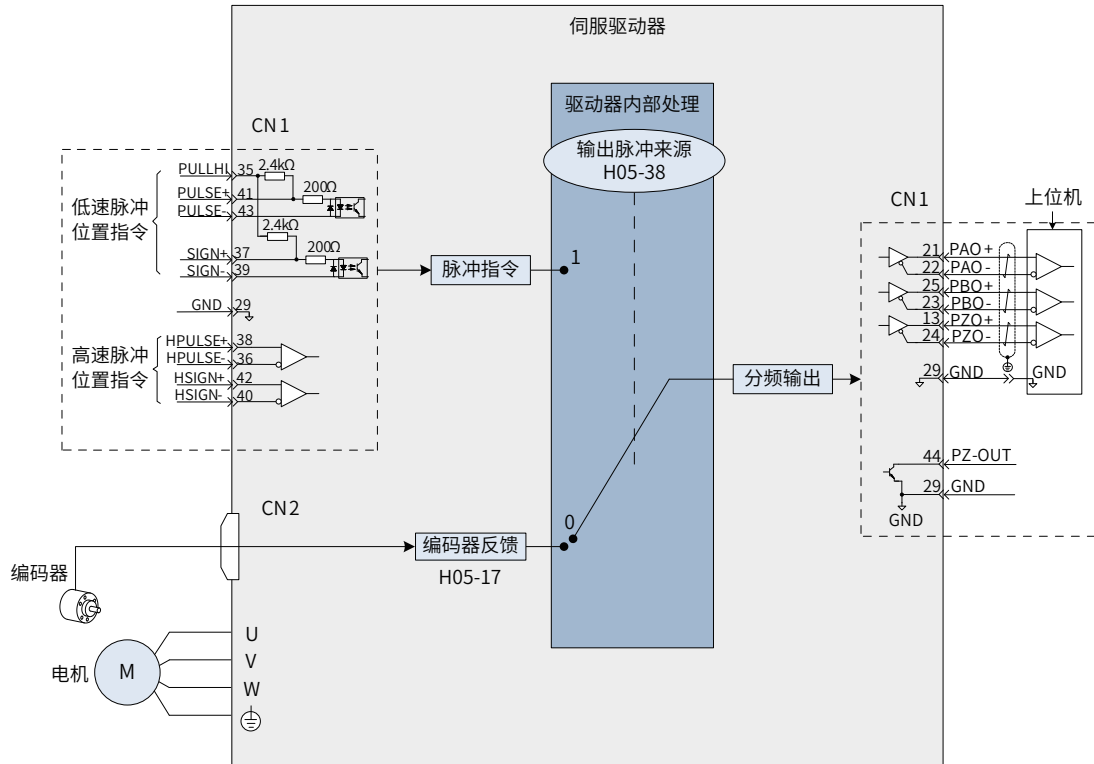 伺服驱动器
驱动器内部处理
输出脉冲来源
H05-38
CN1
PULLHI 35 2.4kΩ
PULSE+ 41 200Ω
PULSE- 43
2.4kΩ
SIGN+ 37 200Ω
SIGN- 39
GND 29
低速脉冲
位置指令
HPULSE+ 38
HPULSE- 36
HSIGN+ 42
HSIGN- 40
高速脉冲
位置指令
脉冲指令
1
CN1
上位机
21 PAO+
22 PAO-
25 PBO+
23 PBO-
13 PZO+
24 PZO-
29 GND GND
分频输出
44 PZ-OUT
29 GND
GND
CN2
0
编码器反馈
H05-17
编码器
电机
M
U
V
W